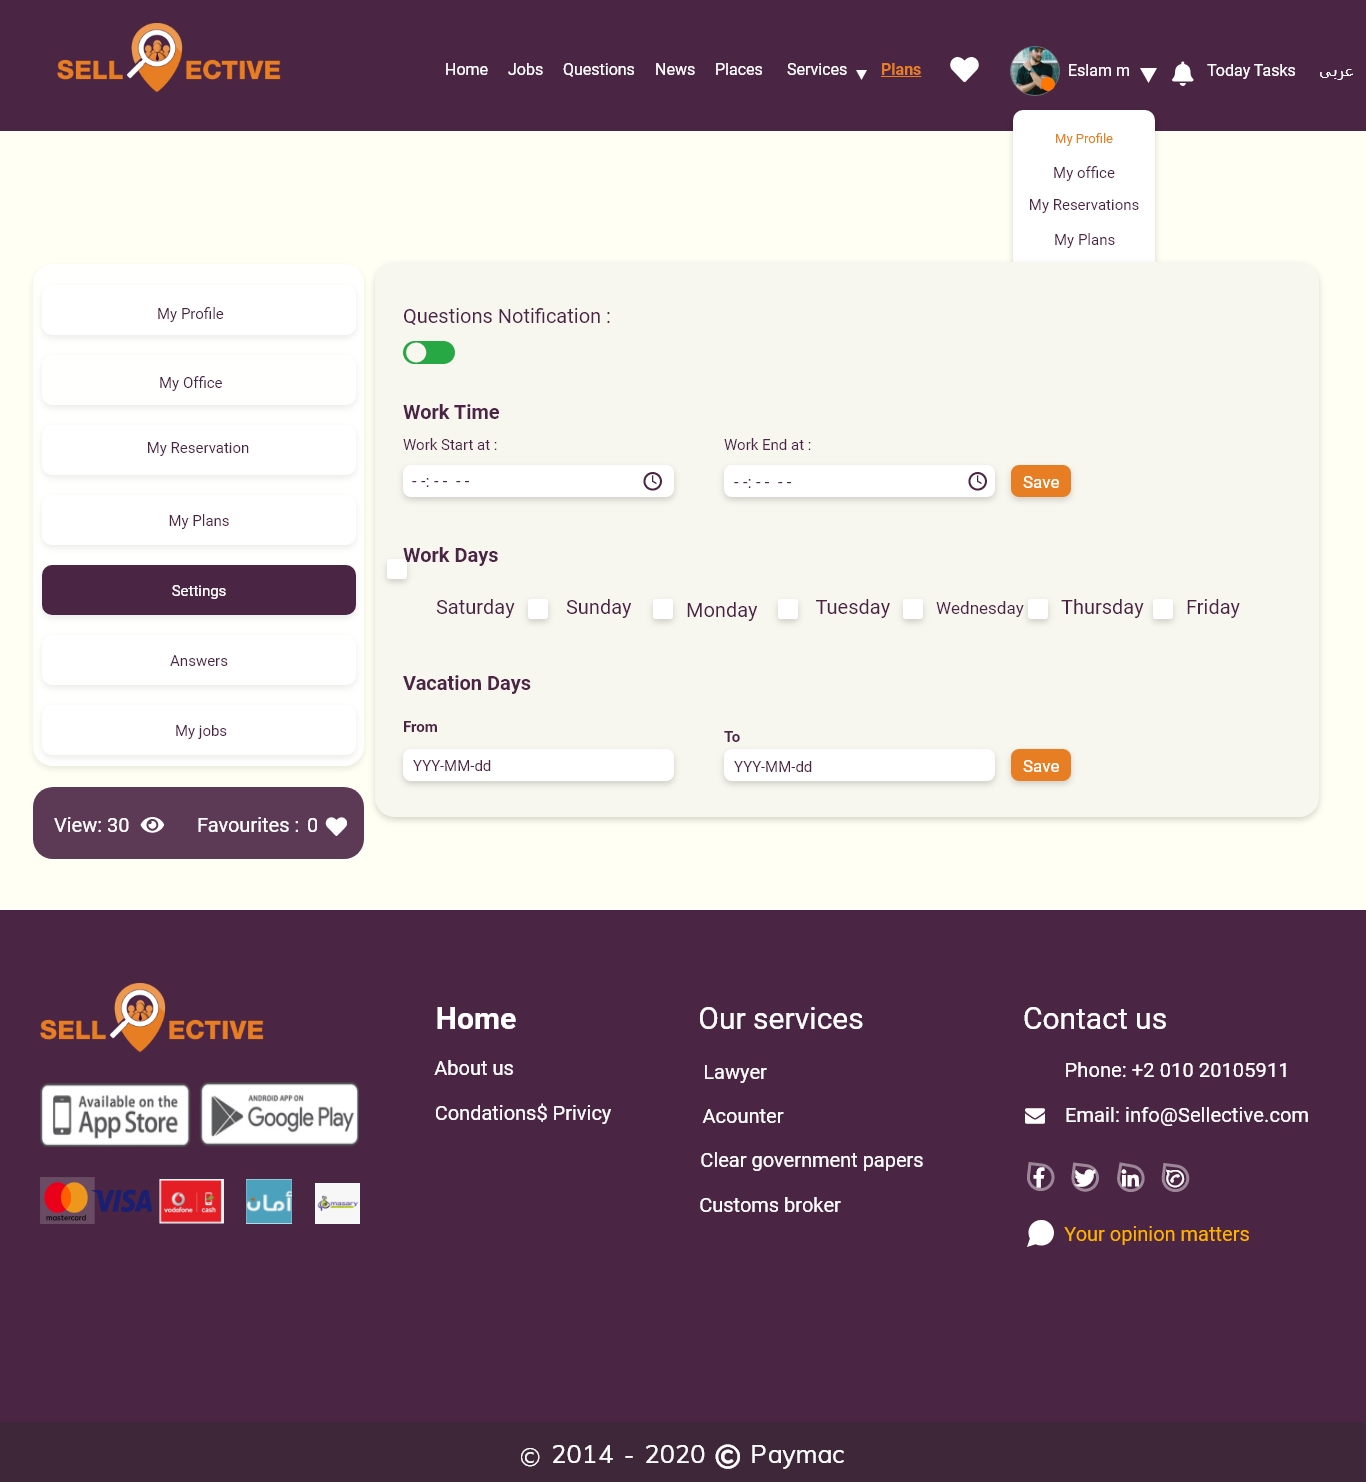 SELL ECTIVE
Home Jobs Questions News Places Services Plans Eslam m Today Tasks عربى
My Profile
My office
My Reservations
My Plans
My Profile
My Office
My Reservation
My Plans
Settings
Answers
My jobs
View: 30 Favourites : 0
Questions Notification :
Work Time
Work Start at : Work End at :
- -: - - - - - -: - - - - Save
Work Days
Saturday Sunday Monday Tuesday Wednesday Thursday Friday
Vacation Days
From To
YYY-MM-dd YYY-MM-dd Save
SELL ECTIVE
Available on the
App Store
ANDROID APP ON
Google Play
mastercard VISA vodafone cash أمان masary
Home
About us
Condations$ Privicy
Our services
Lawyer
Acounter
Clear government papers
Customs broker
Contact us
Phone: +2 010 20105911
Email: info@Sellective.com
Your opinion matters
© 2014 - 2020 © Paymac